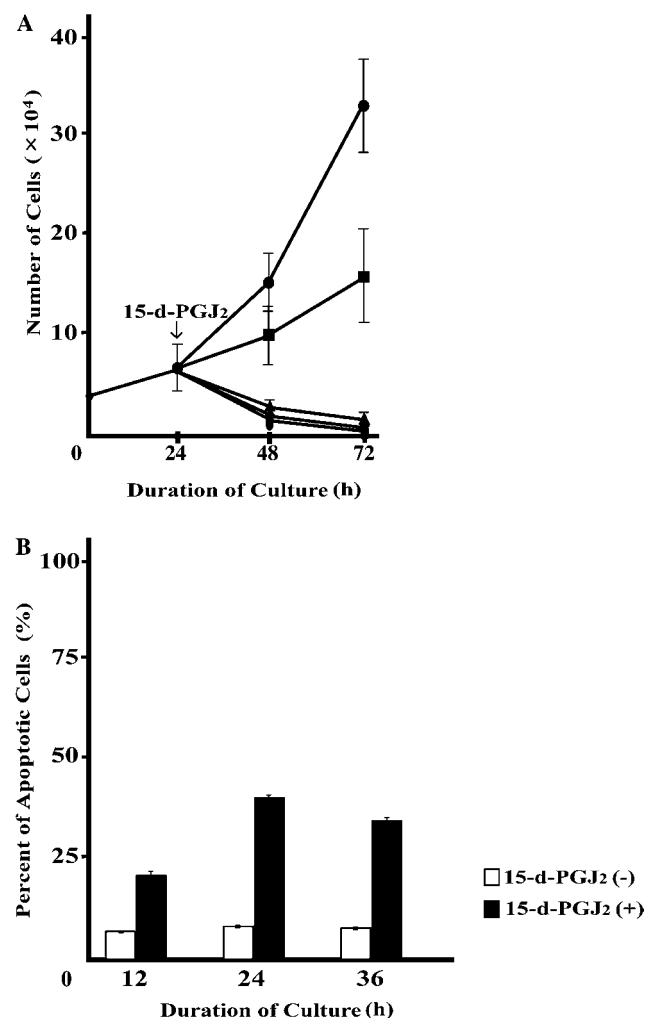 A
40
30
20
10
0
24
48
72
Number of Cells (×10⁴)
15-d-PGJ₂
Duration of Culture (h)
B
100
75
50
25
0
12
24
36
Percent of Apoptotic Cells (%)
Duration of Culture (h)
15-d-PGJ₂ (-)
15-d-PGJ₂ (+)